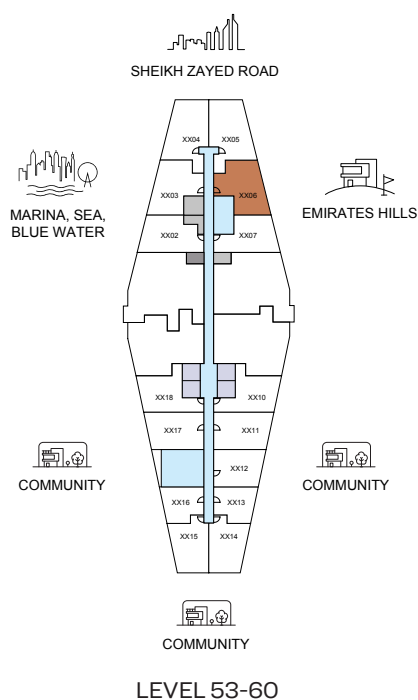 SHEIKH ZAYED ROAD
XX04
XX05
XX03
XX06
MARINA, SEA,
BLUE WATER
EMIRATES HILLS
XX02
XX07
XX18
XX10
XX17
XX11
XX12
COMMUNITY
COMMUNITY
XX16
XX13
XX15
XX14
COMMUNITY
LEVEL 53-60